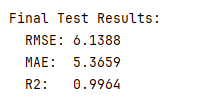 Final Test Results:
RMSE: 6.1388
MAE: 5.3659
R2: 0.9964